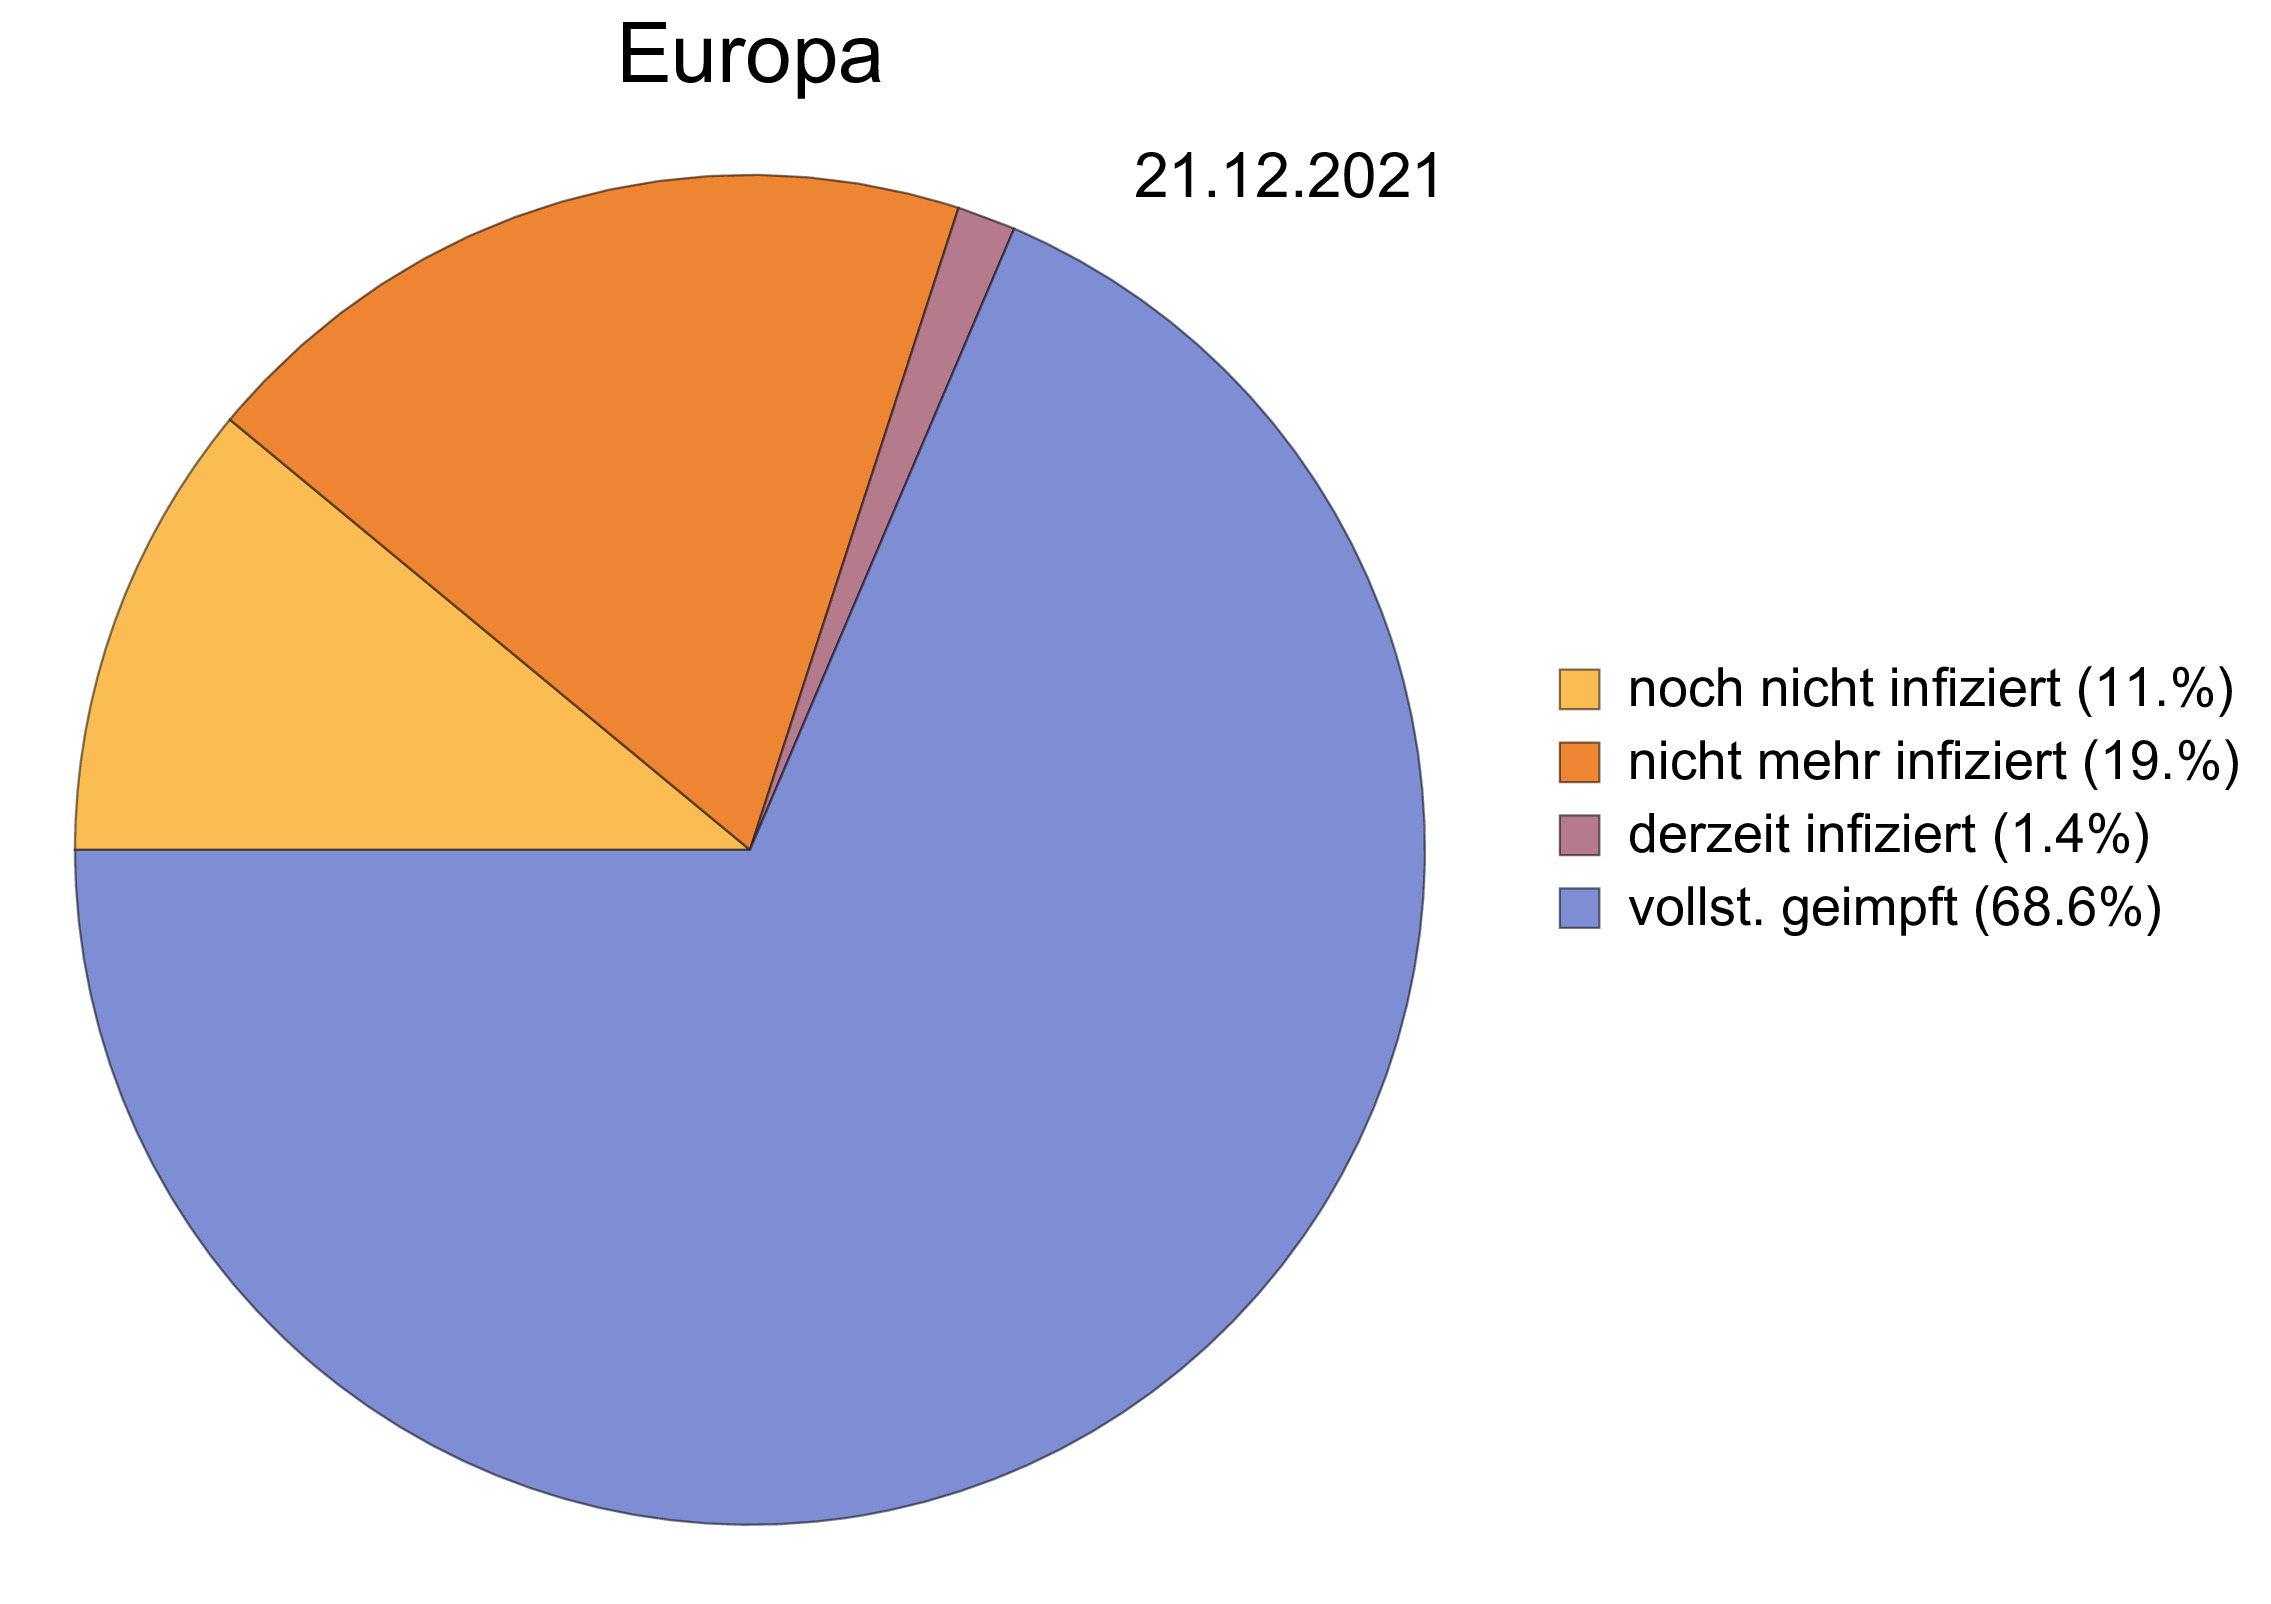 Europa
21.12.2021
noch nicht infiziert (11.%)
nicht mehr infiziert (19.%)
derzeit infiziert (1.4%)
vollst. geimpft (68.6%)